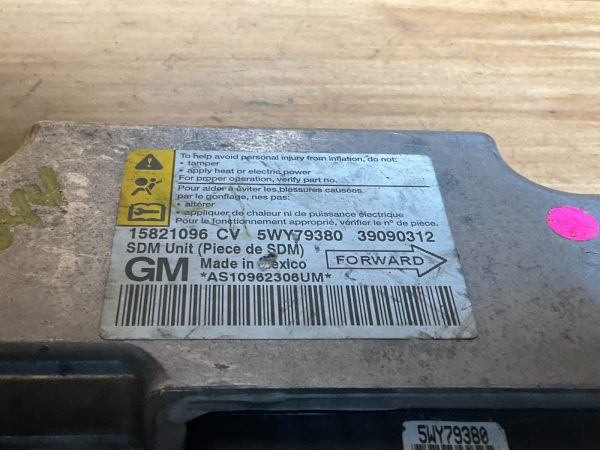 To help avoid personal injury from inflation, do not:
• tamper
• apply heat or electric power
For proper operation, verify part no.
Pour aider à éviter les blessures causées
par le gonflage, nes pas:
• altérer
• appliquer de chaleur ni de puissance électrique
Pour le fonctionnement approprié, vérifier le n° de pièce.
15821096 CV 5WY79380 39090312
SDM Unit (Piece de SDM)
GM Made in Mexico FORWARD
*AS10962306UM*
5WY79380